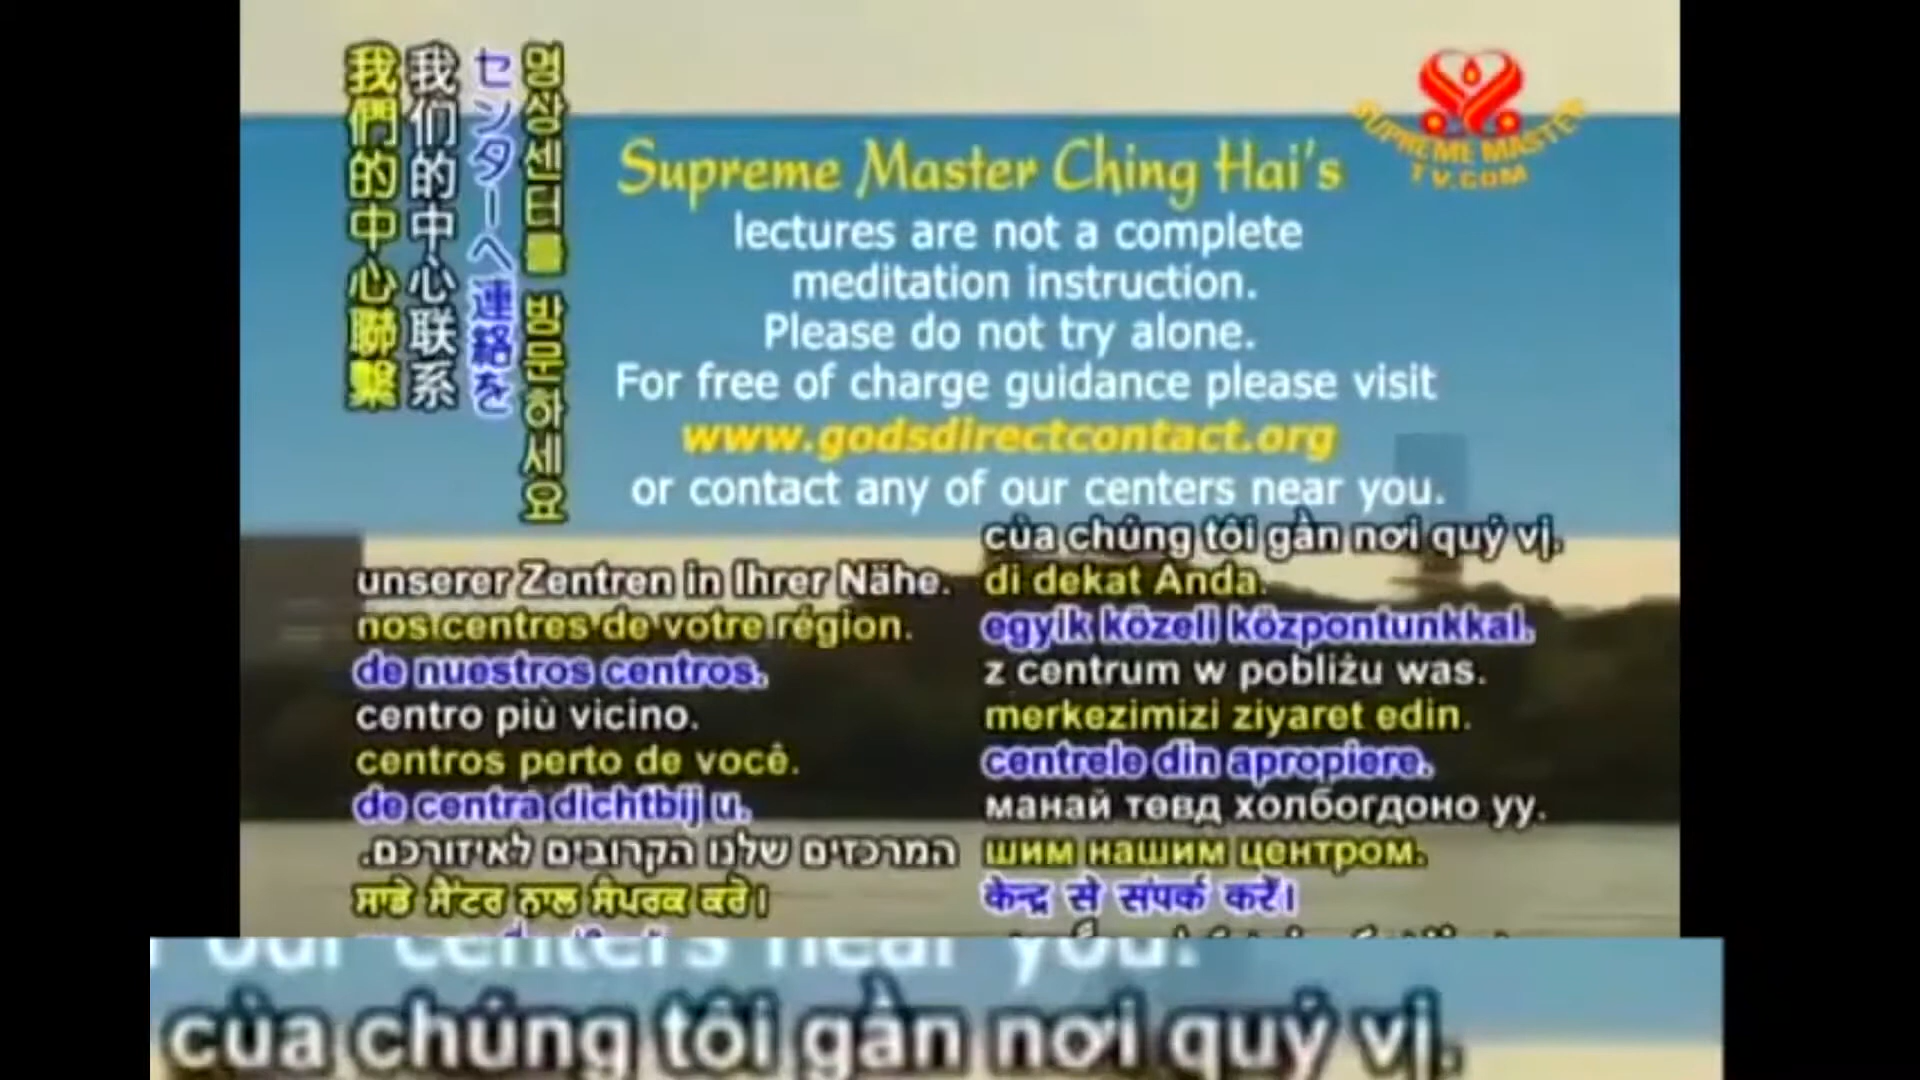 我們的中心聯繫
我们的中心联系
センターへ連絡を
명상센터를 방문하세요
SUPREME MASTER
TV.COM
Supreme Master Ching Hai's
lectures are not a complete
meditation instruction.
Please do not try alone.
For free of charge guidance please visit
www.godsdirectcontact.org
or contact any of our centers near you.
unserer Zentren in Ihrer Nähe.
nos centres de votre région.
de nuestros centros.
centro più vicino.
centros perto de você.
de centra dichtbij u.
המרכזים שלנו הקרובים לאיזורכם.
ਸਾਡੇ ਸੈਂਟਰ ਨਾਲ ਸੰਪਰਕ ਕਰੋ।
của chúng tôi gần nơi quý vị.
di dekat Anda.
egyik közeli központunkkal.
z centrum w pobliżu was.
merkezimizi ziyaret edin.
centrele din apropiere.
манай төвд холбогдоно уу.
шим нашим центром.
केन्द्र से संपर्क करें।
our centers near you.
của chúng tôi gần nơi quý vị.